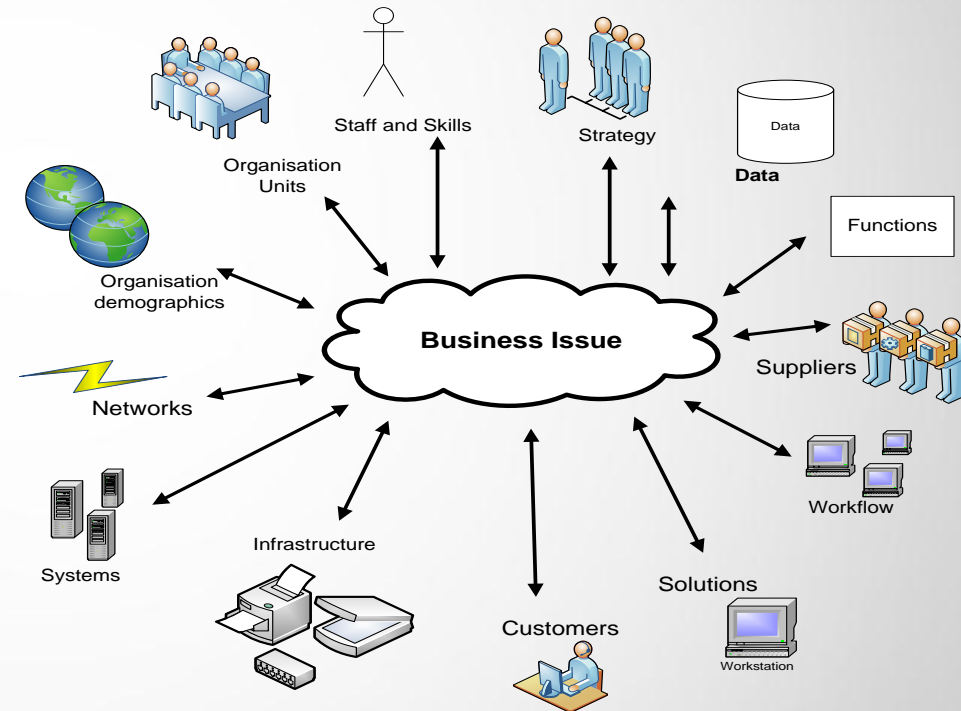 Staff and Skills
Strategy
Data
Data
Organisation
Units
Functions
Organisation
demographics
Business Issue
Suppliers
Networks
Workflow
Infrastructure
Systems
Solutions
Customers
Workstation